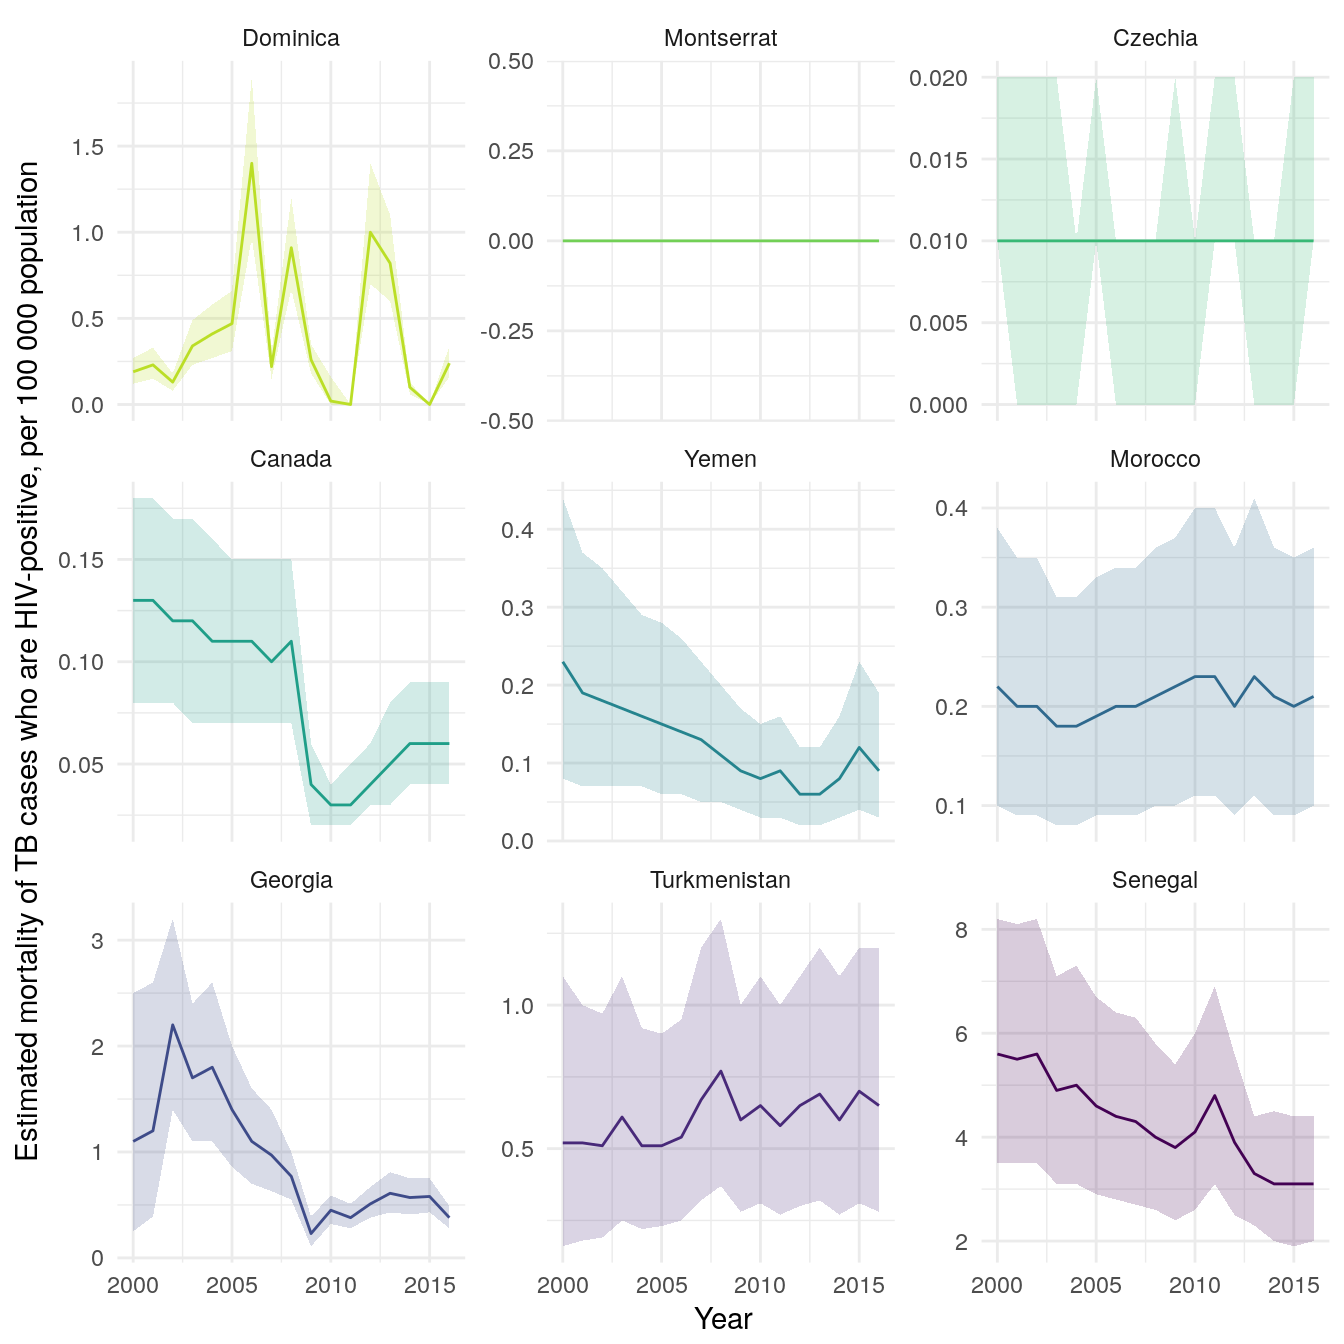 Estimated mortality of TB cases who are HIV-positive, per 100 000 population
Dominica
1.5
1.0
0.5
0.0
Montserrat
0.50
0.25
0.00
-0.25
-0.50
Czechia
0.020
0.015
0.010
0.005
0.000
Canada
0.15
0.10
0.05
Yemen
0.4
0.3
0.2
0.1
0.0
Morocco
0.4
0.3
0.2
0.1
Georgia
3
2
1
0
2000 2005 2010 2015
Turkmenistan
1.0
0.5
2000 2005 2010 2015
Senegal
8
6
4
2
2000 2005 2010 2015
Year